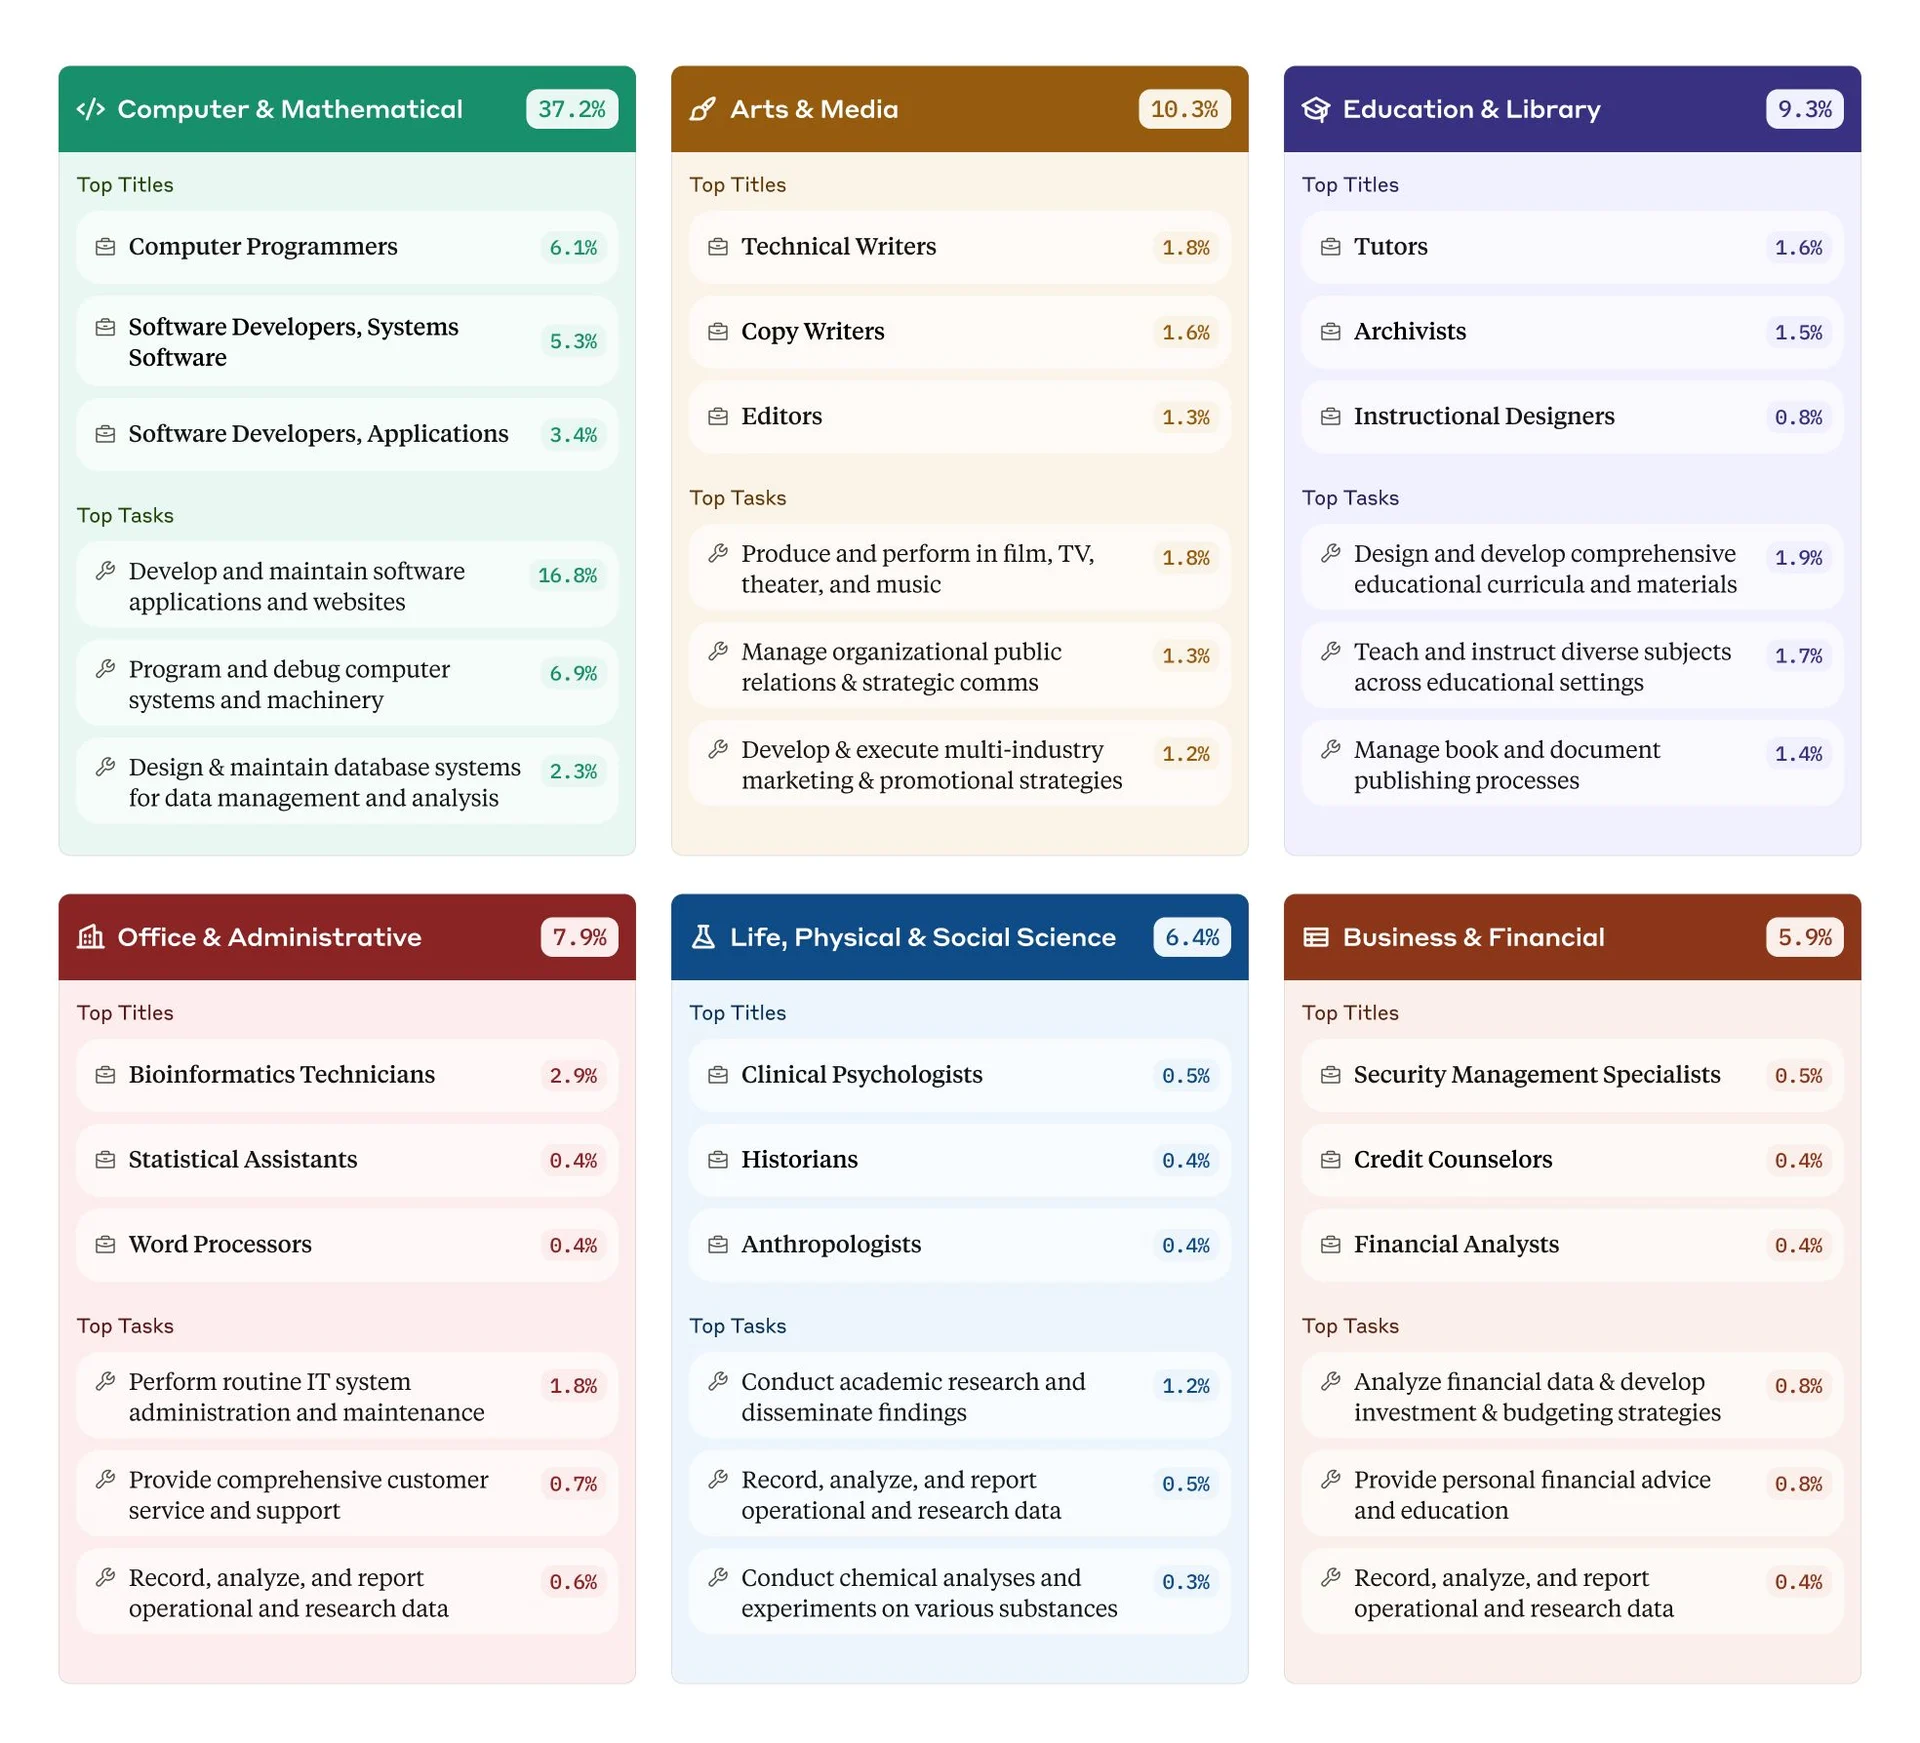 Computer & Mathematical 37.2%
Top Titles
Computer Programmers 6.1%
Software Developers, Systems
Software 5.3%
Software Developers, Applications 3.4%
Top Tasks
Develop and maintain software 16.8%
applications and websites
Program and debug computer 6.9%
systems and machinery
Design & maintain database systems 2.3%
for data management and analysis
Arts & Media 10.3%
Top Titles
Technical Writers 1.8%
Copy Writers 1.6%
Editors 1.3%
Top Tasks
Produce and perform in film, TV, 1.8%
theater, and music
Manage organizational public 1.3%
relations & strategic comms
Develop & execute multi-industry 1.2%
marketing & promotional strategies
Education & Library 9.3%
Top Titles
Tutors 1.6%
Archivists 1.5%
Instructional Designers 0.8%
Top Tasks
Design and develop comprehensive 1.9%
educational curricula and materials
Teach and instruct diverse subjects 1.7%
across educational settings
Manage book and document 1.4%
publishing processes
Office & Administrative 7.9%
Top Titles
Bioinformatics Technicians 2.9%
Statistical Assistants 0.4%
Word Processors 0.4%
Top Tasks
Perform routine IT system 1.8%
administration and maintenance
Provide comprehensive customer 0.7%
service and support
Record, analyze, and report 0.6%
operational and research data
Life, Physical & Social Science 6.4%
Top Titles
Clinical Psychologists 0.5%
Historians 0.4%
Anthropologists 0.4%
Top Tasks
Conduct academic research and 1.2%
disseminate findings
Record, analyze, and report 0.5%
operational and research data
Conduct chemical analyses and 0.3%
experiments on various substances
Business & Financial 5.9%
Top Titles
Security Management Specialists 0.5%
Credit Counselors 0.4%
Financial Analysts 0.4%
Top Tasks
Analyze financial data & develop 0.8%
investment & budgeting strategies
Provide personal financial advice 0.8%
and education
Record, analyze, and report 0.4%
operational and research data